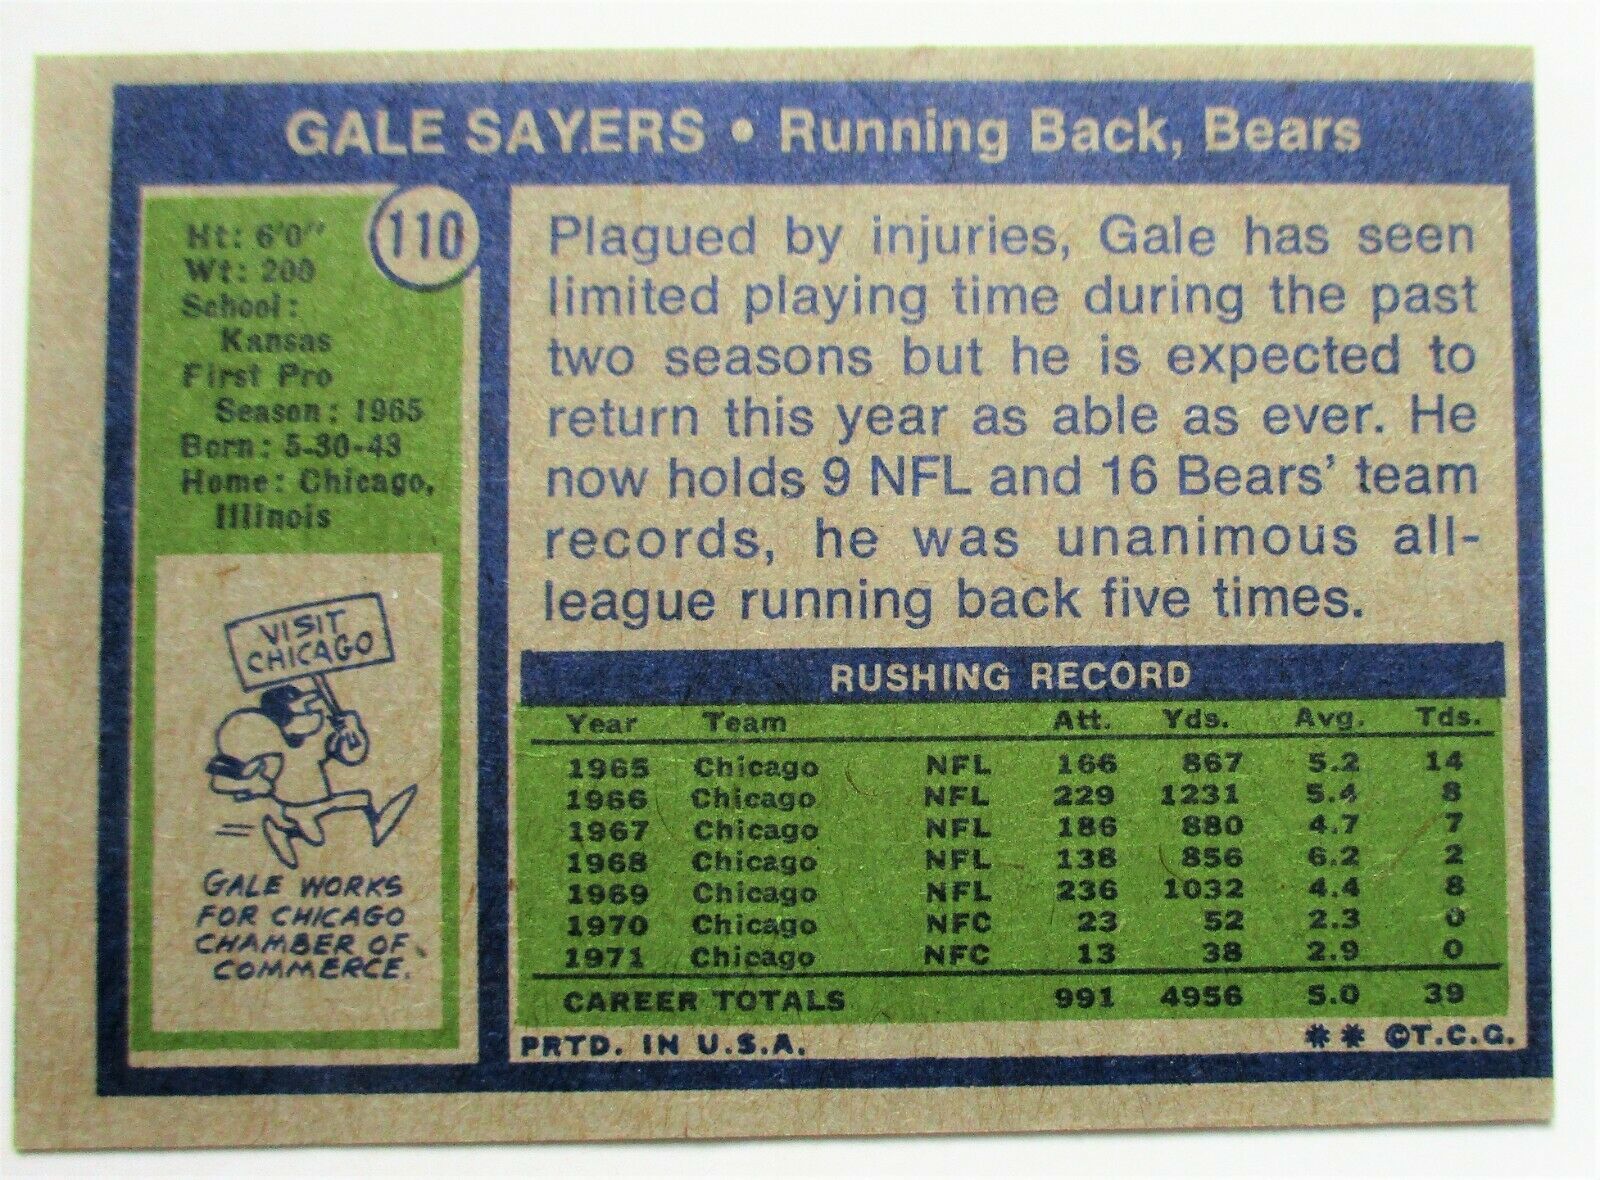 GALE SAYERS • Running Back, Bears
110
Ht: 6'0"
Wt: 200
School:
Kansas
First Pro
Season: 1965
Born: 5-30-43
Home: Chicago,
Illinois
VISIT
CHICAGO
GALE WORKS
FOR CHICAGO
CHAMBER OF
COMMERCE.
Plagued by injuries, Gale has seen
limited playing time during the past
two seasons but he is expected to
return this year as able as ever. He
now holds 9 NFL and 16 Bears' team
records, he was unanimous all-
league running back five times.
RUSHING RECORD
Year Team Att. Yds. Avg. Tds.
1965 Chicago NFL 166 867 5.2 14
1966 Chicago NFL 229 1231 5.4 8
1967 Chicago NFL 186 880 4.7 7
1968 Chicago NFL 138 856 6.2 2
1969 Chicago NFL 236 1032 4.4 8
1970 Chicago NFC 23 52 2.3 0
1971 Chicago NFC 13 38 2.9 0
CAREER TOTALS 991 4956 5.0 39
PRTD. IN U.S.A. ** ©T.C.G.